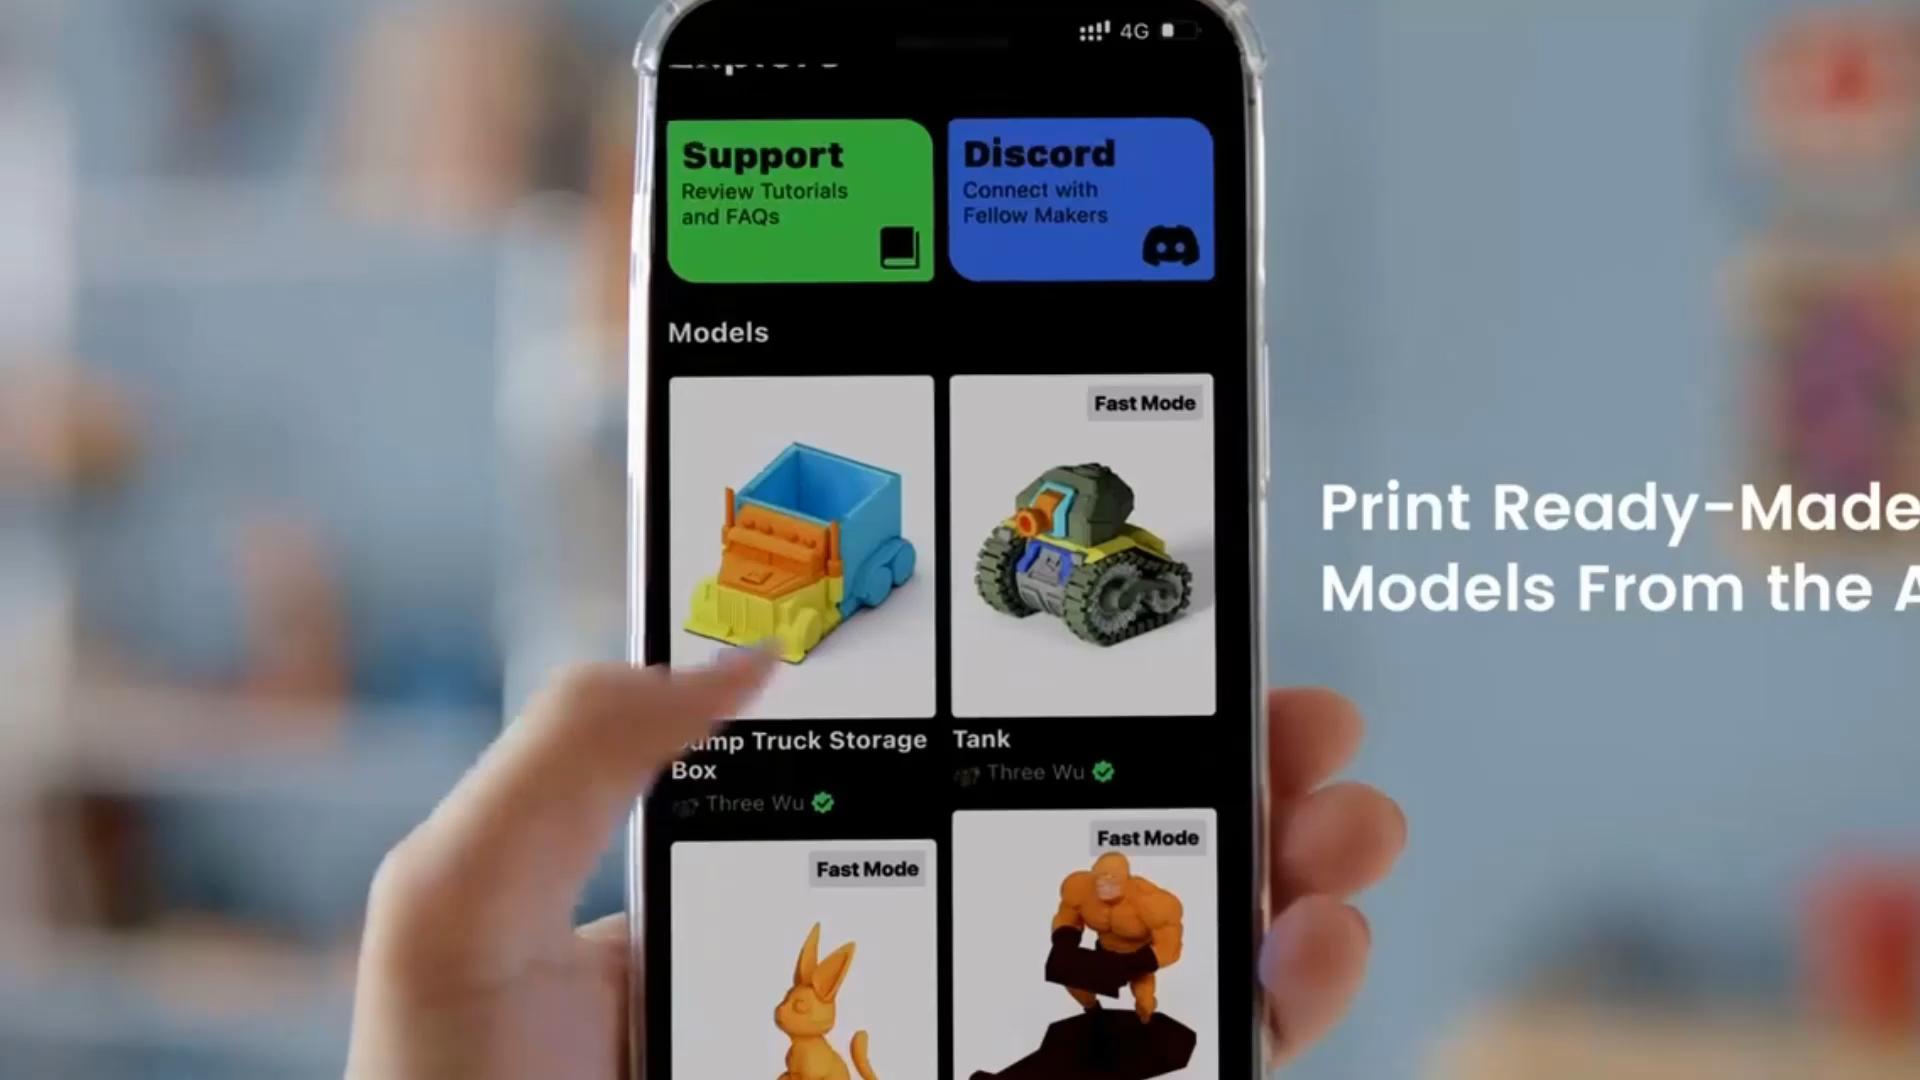 4G
Support
Review Tutorials
and FAQs
Discord
Connect with
Fellow Makers
Models
Fast Mode
Print Ready-Made
Models From the
Truck Storage
Box
Three Wu
Tank
Three Wu
Fast Mode
Fast Mode